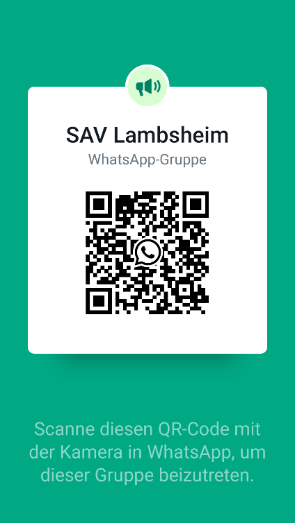 SAV Lambsheim
WhatsApp-Gruppe
Scanne diesen QR-Code mit
der Kamera in WhatsApp, um
dieser Gruppe beizutreten.